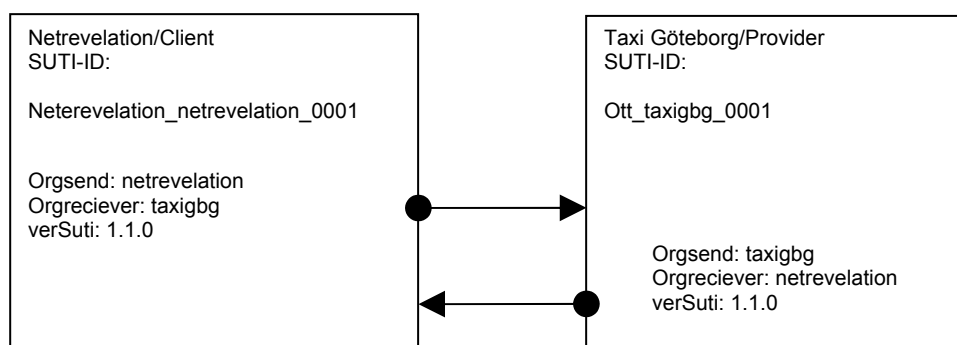 Netrevelation/Client
SUTI-ID:
Neterevelation_netrevelation_0001
Orgsend: netrevelation
Orgreciever: taxigbg
verSuti: 1.1.0
Taxi Göteborg/Provider
SUTI-ID:
Ott_taxigbg_0001
Orgsend: taxigbg
Orgreciever: netrevelation
verSuti: 1.1.0